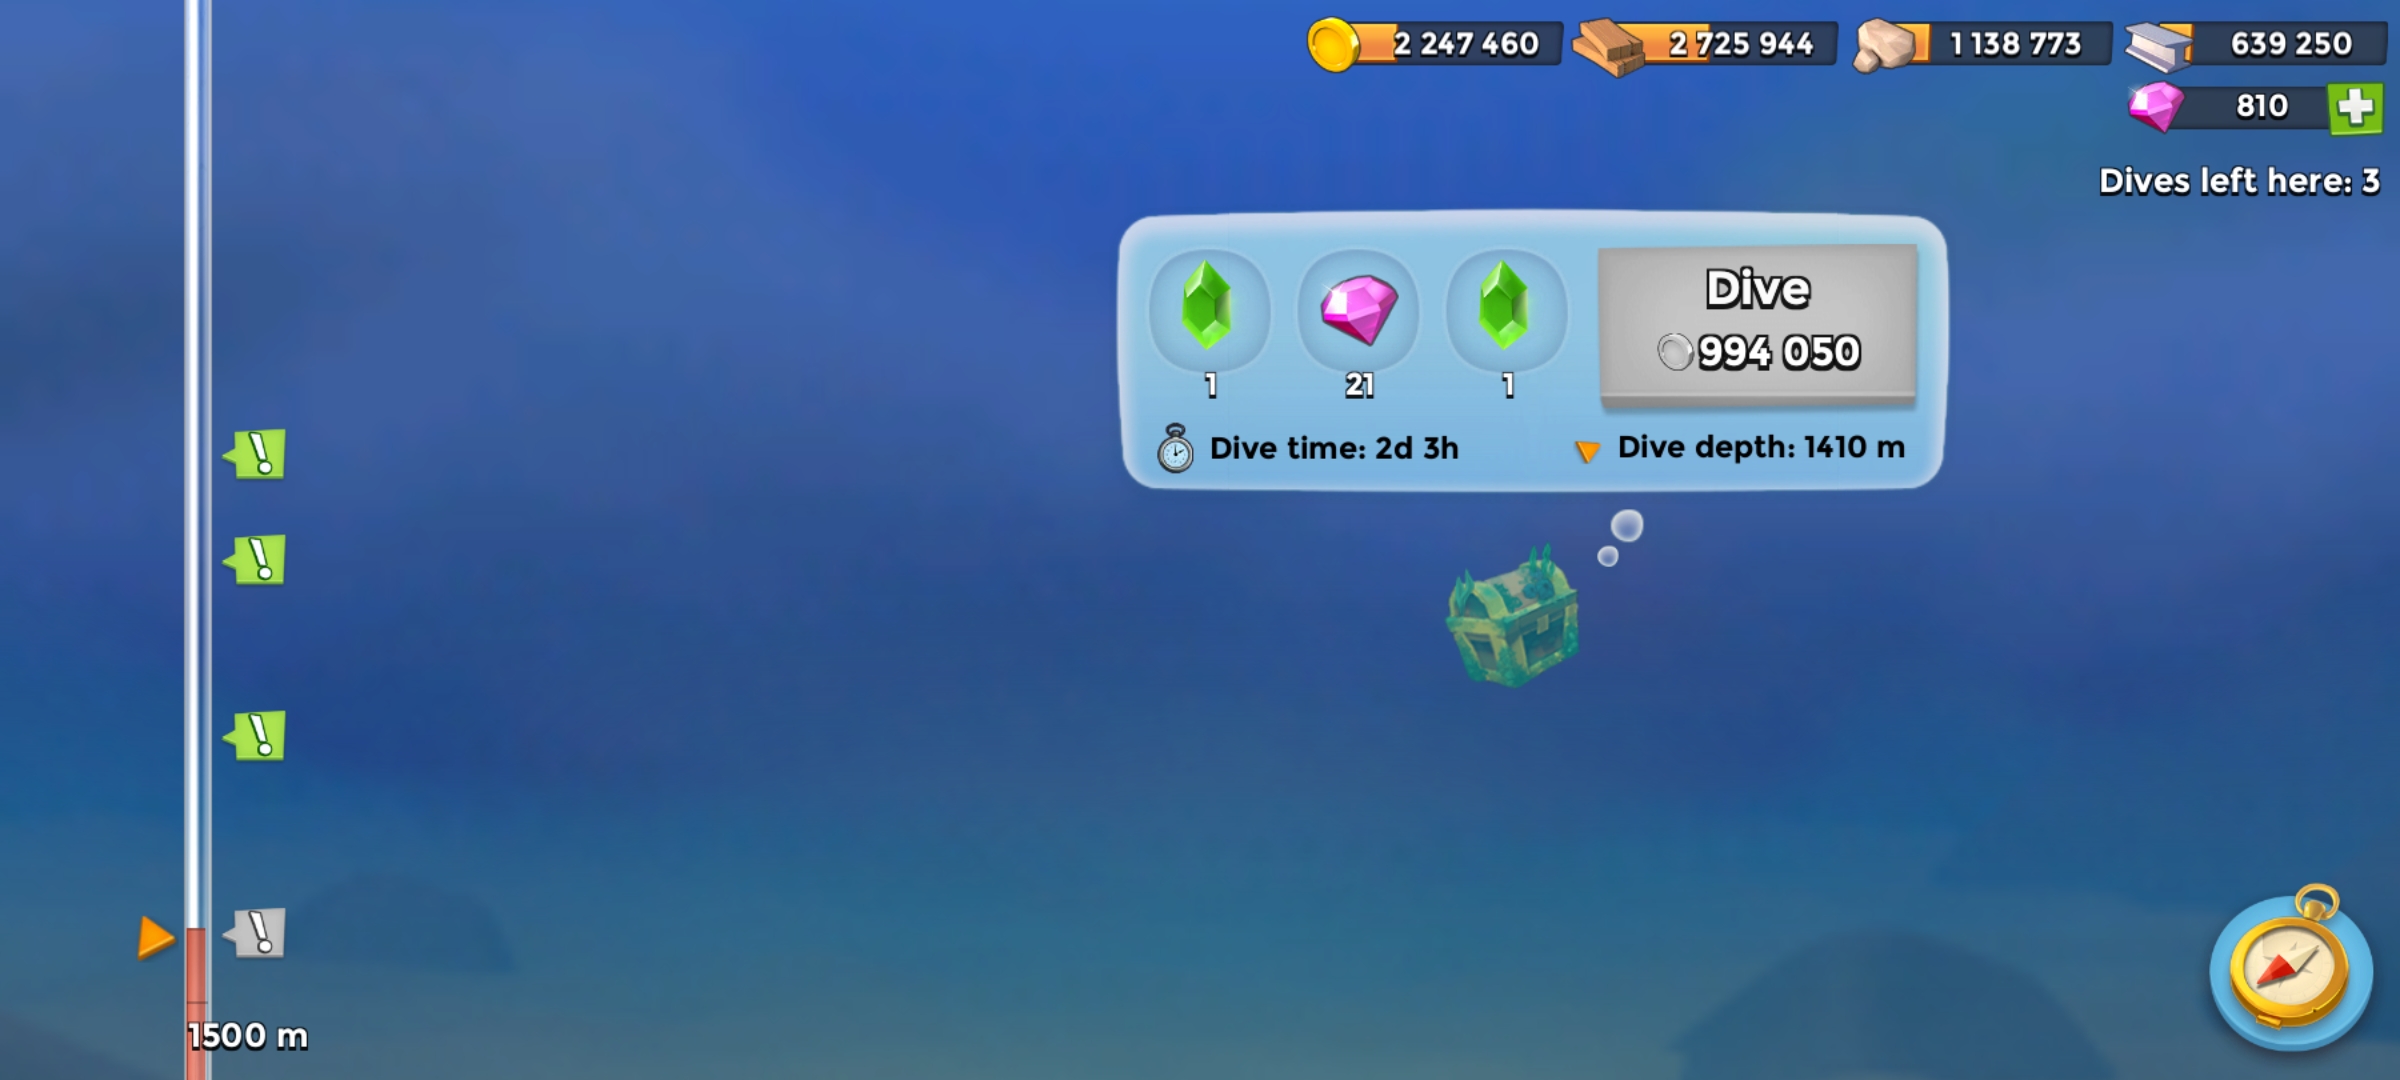 2 247 460
2 725 944
1 138 773
639 250
810
Dives left here: 3
1
21
1
Dive
994 050
Dive time: 2d 3h
Dive depth: 1410 m
!
!
!
!
1500 m